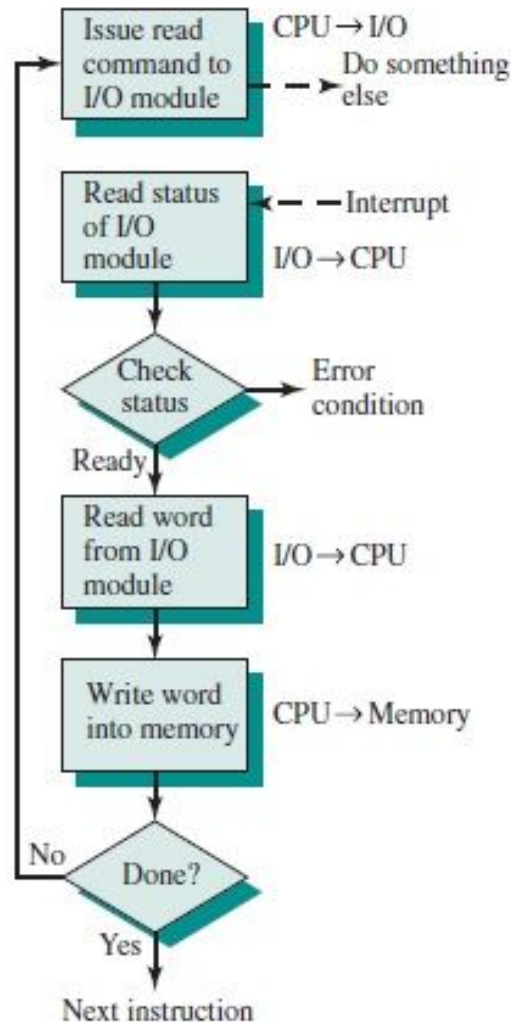 Issue read
command to
I/O module
CPU → I/O
Do something
else
Read status
of I/O
module
Interrupt
I/O → CPU
Check
status
Error
condition
Ready
Read word
from I/O
module
I/O → CPU
Write word
into memory
CPU → Memory
No
Done?
Yes
Next instruction